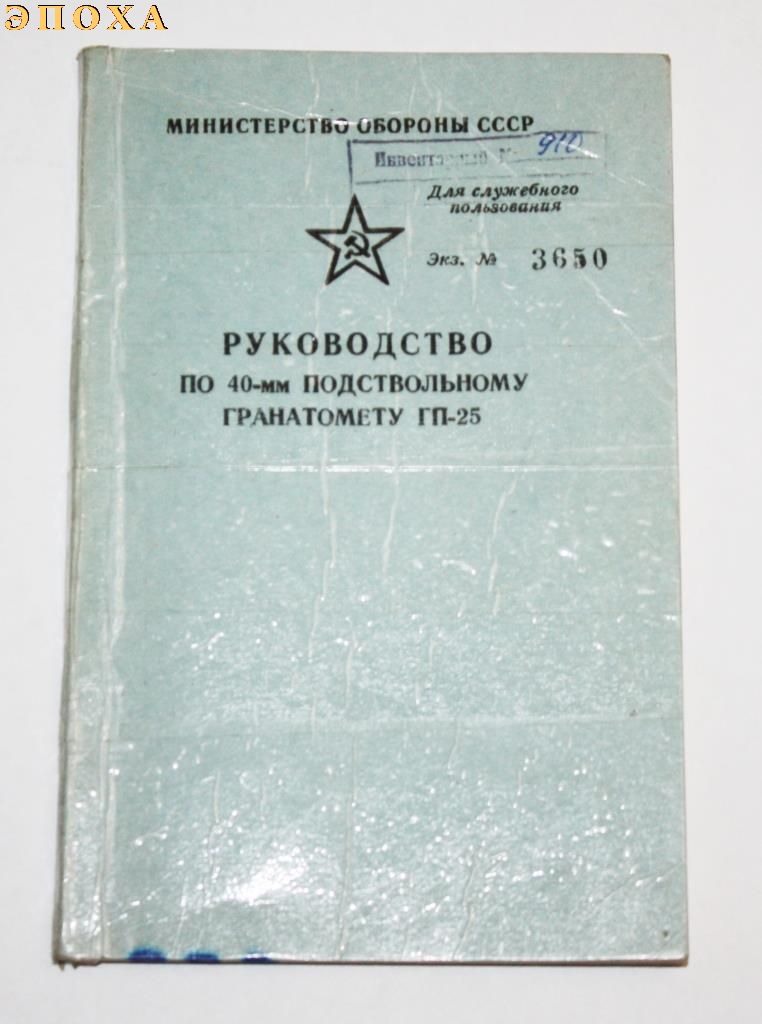 ЭПОХА
МИНИСТЕРСТВО ОБОРОНЫ СССР
Инвентарный № 910
Для служебного
пользования
Экз. № 3650
РУКОВОДСТВО
ПО 40-мм ПОДСТВОЛЬНОМУ
ГРАНАТОМЕТУ ГП-25